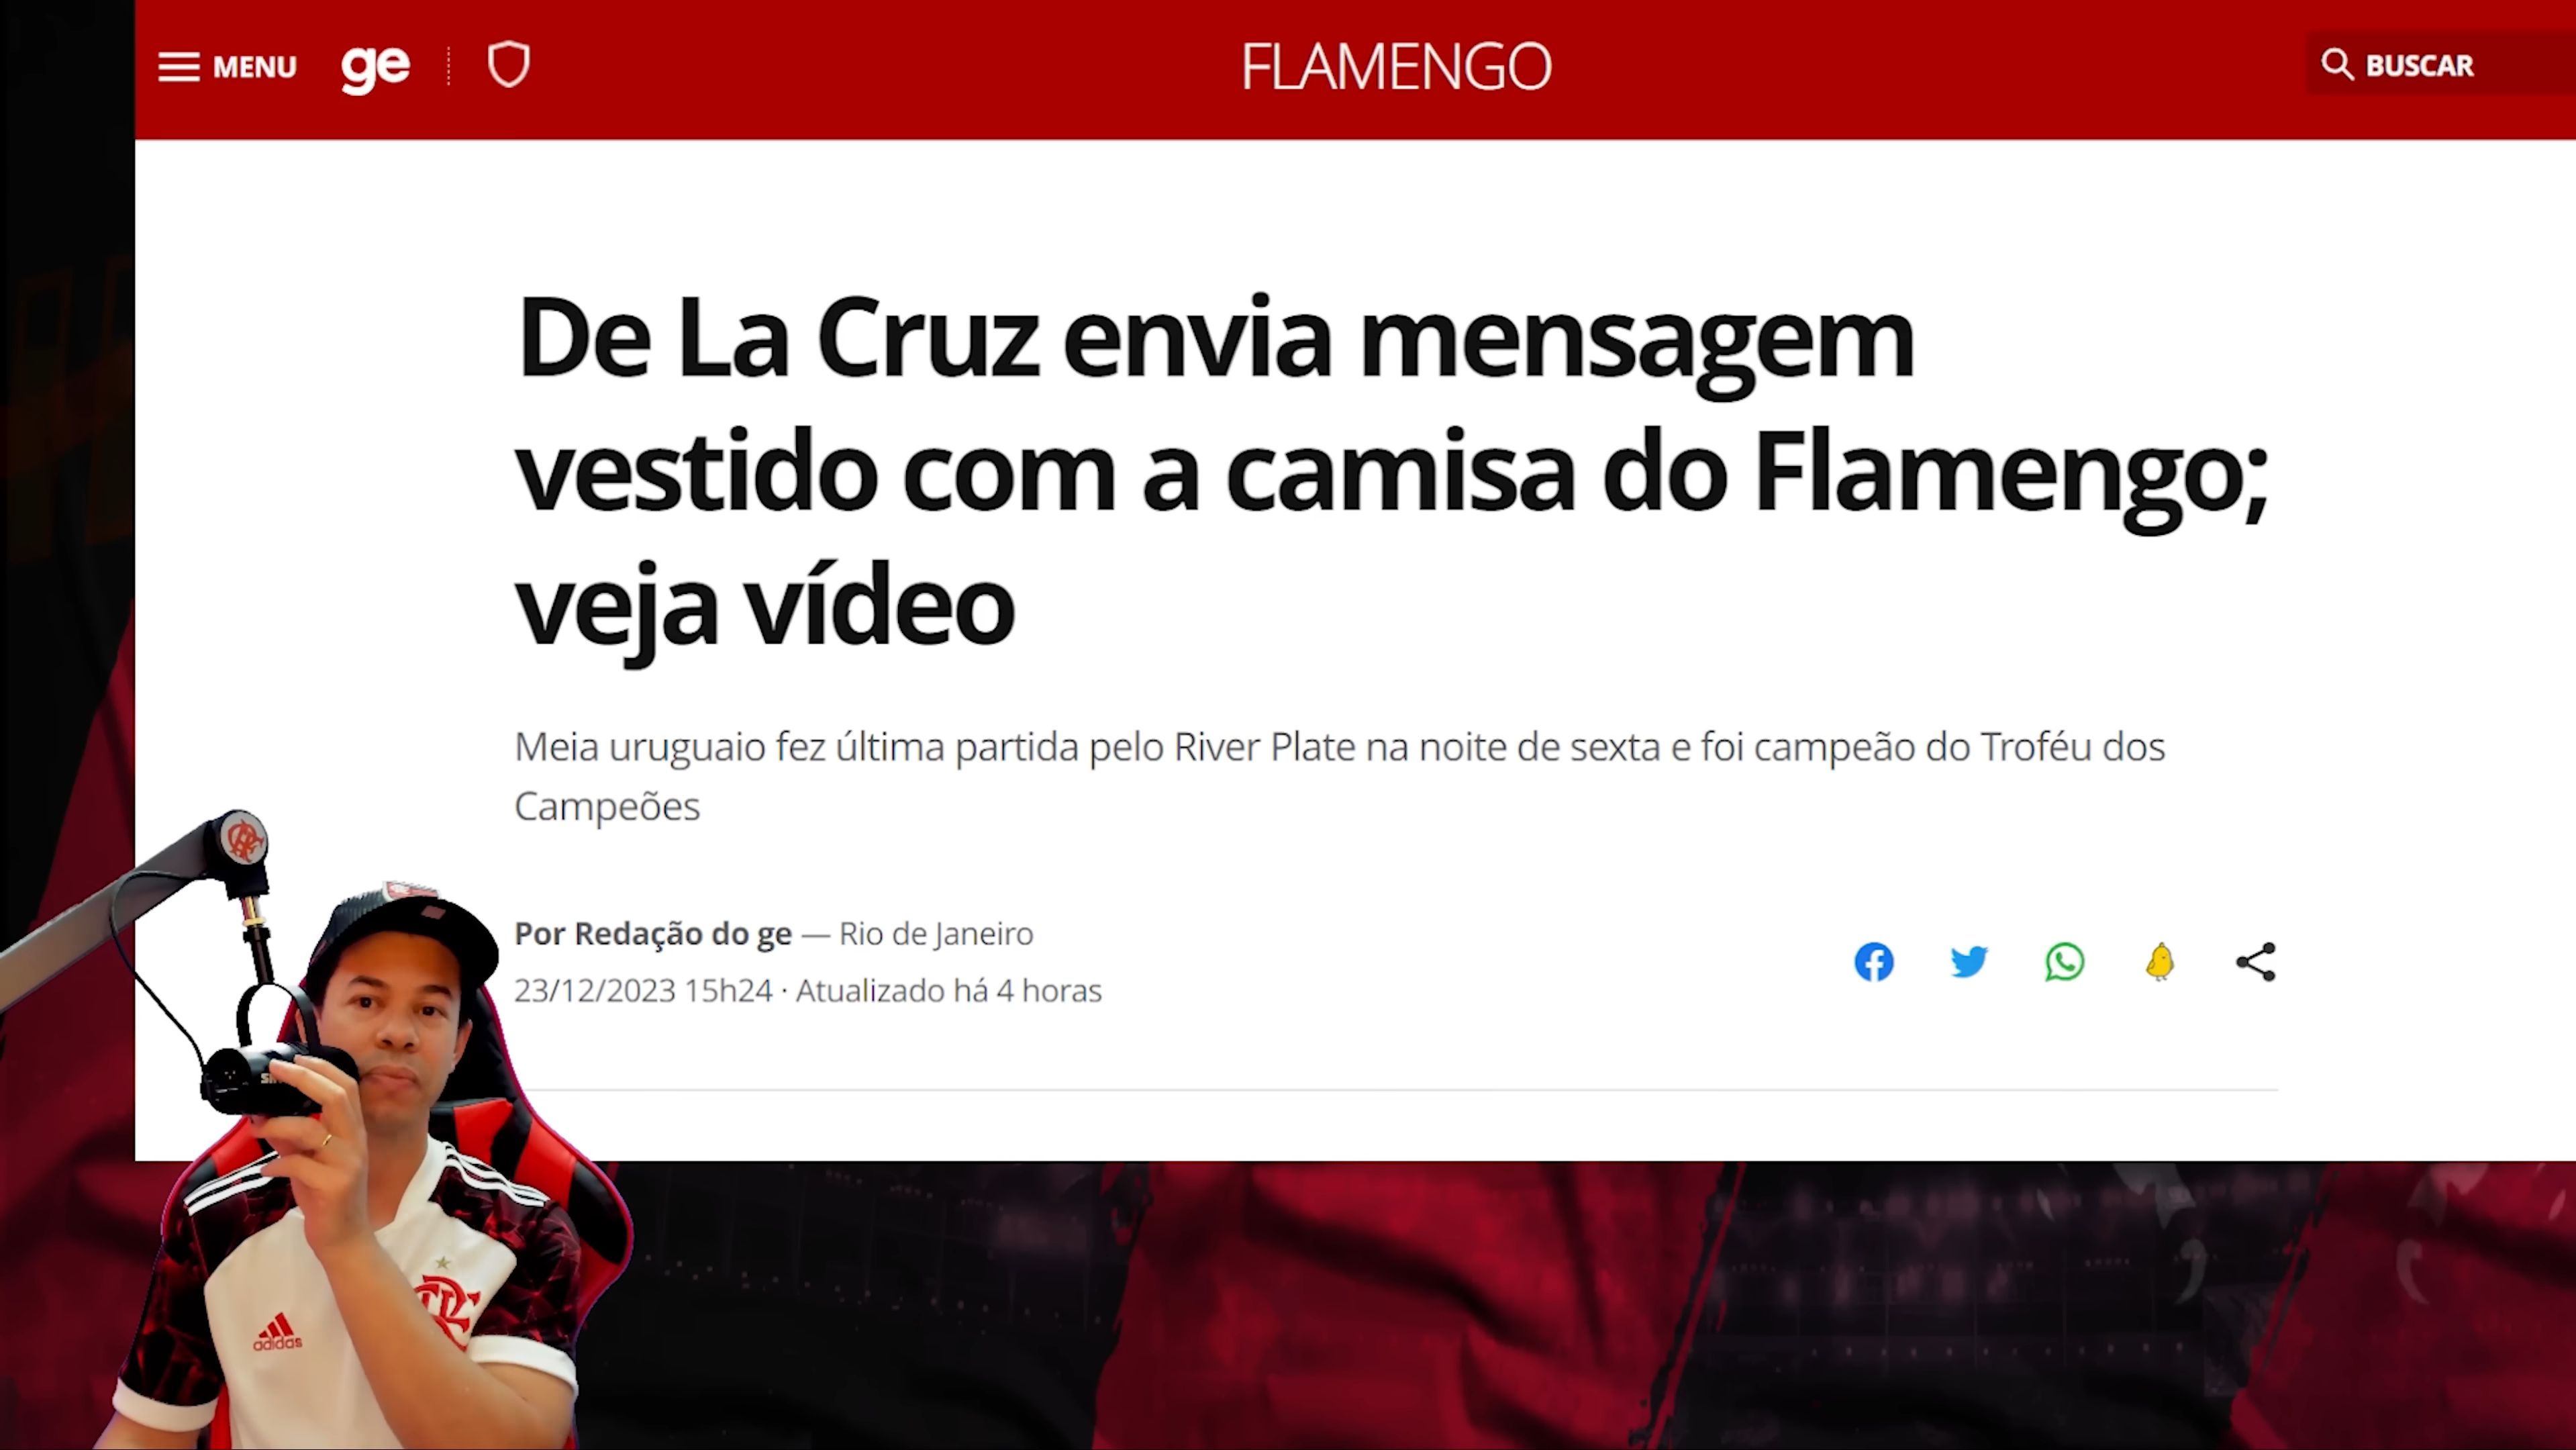 MENU
ge
FLAMENGO
BUSCAR
De La Cruz envia mensagem
vestido com a camisa do Flamengo;
veja vídeo
Meia uruguaio fez última partida pelo River Plate na noite de sexta e foi campeão do Troféu dos
Campeões
Por Redação do ge — Rio de Janeiro
23/12/2023 15h24 · Atualizado há 4 horas
adidas